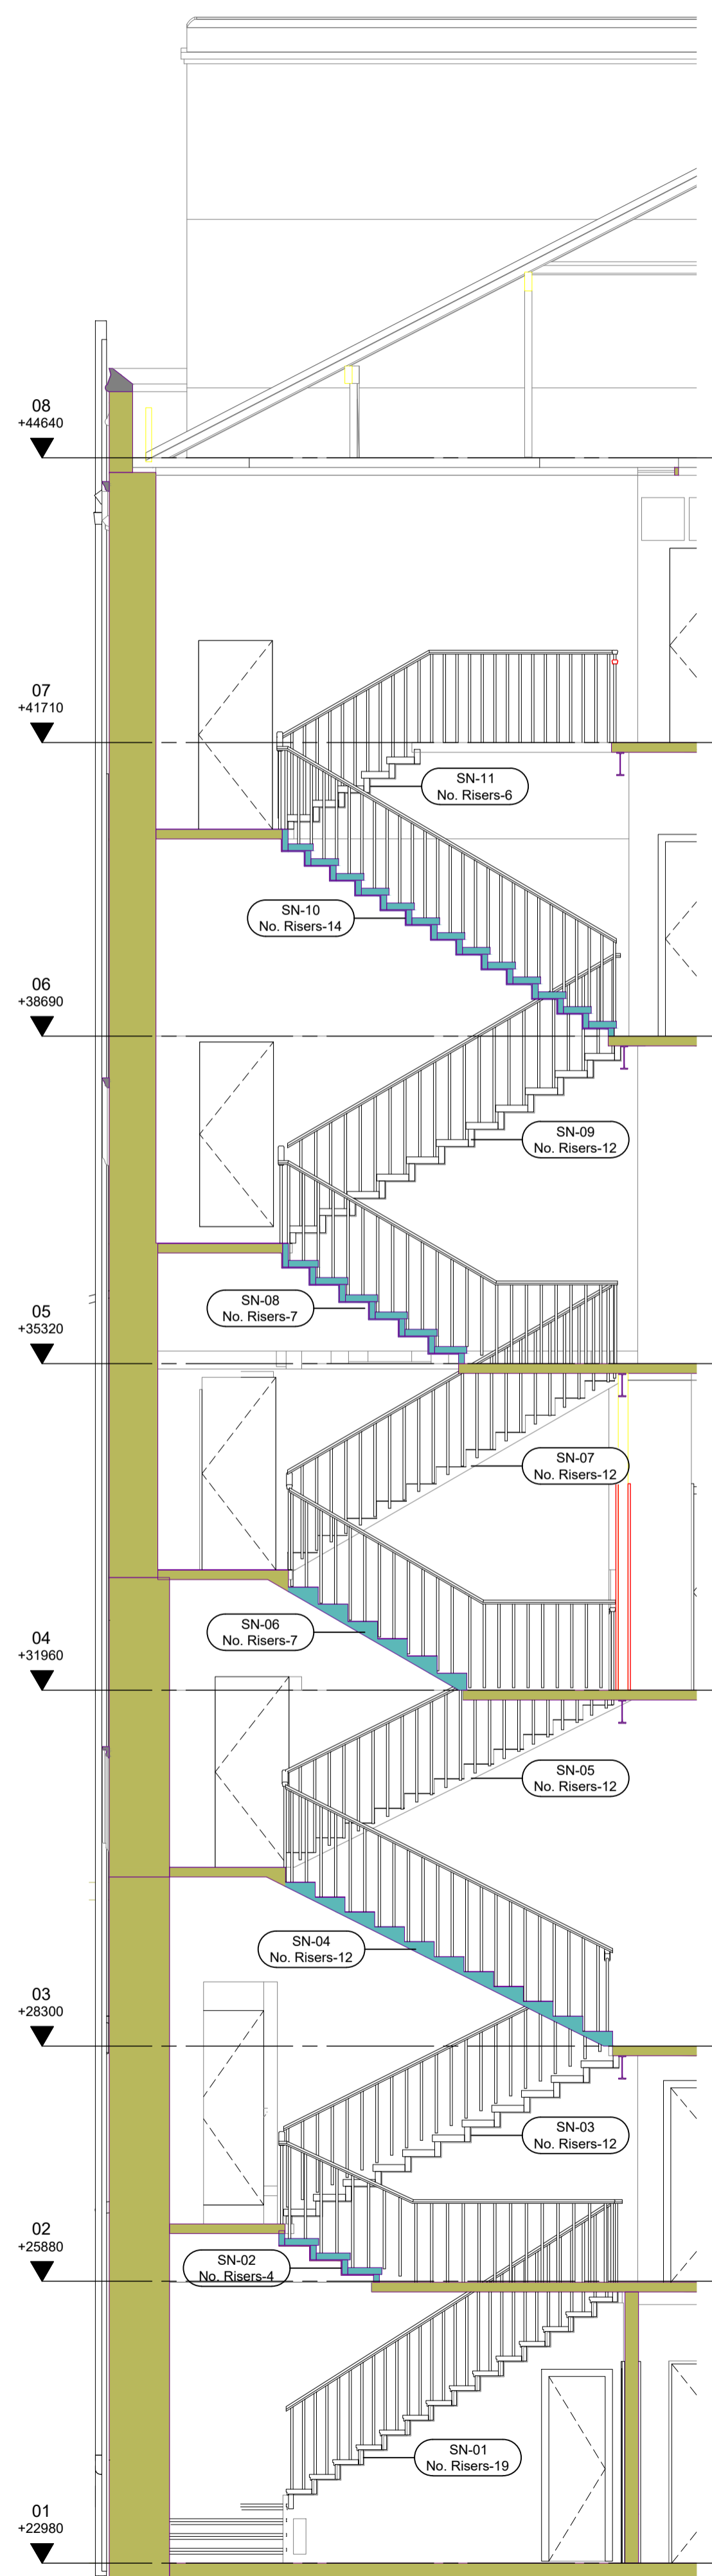 08
+44640
07
+41710
SN-11
No. Risers-6
SN-10
No. Risers-14
06
+38690
SN-09
No. Risers-12
SN-08
No. Risers-7
05
+35320
SN-07
No. Risers-12
SN-06
No. Risers-7
04
+31960
SN-05
No. Risers-12
SN-04
No. Risers-12
03
+28300
SN-03
No. Risers-12
02
+25880
SN-02
No. Risers-4
SN-01
No. Risers-19
01
+22980